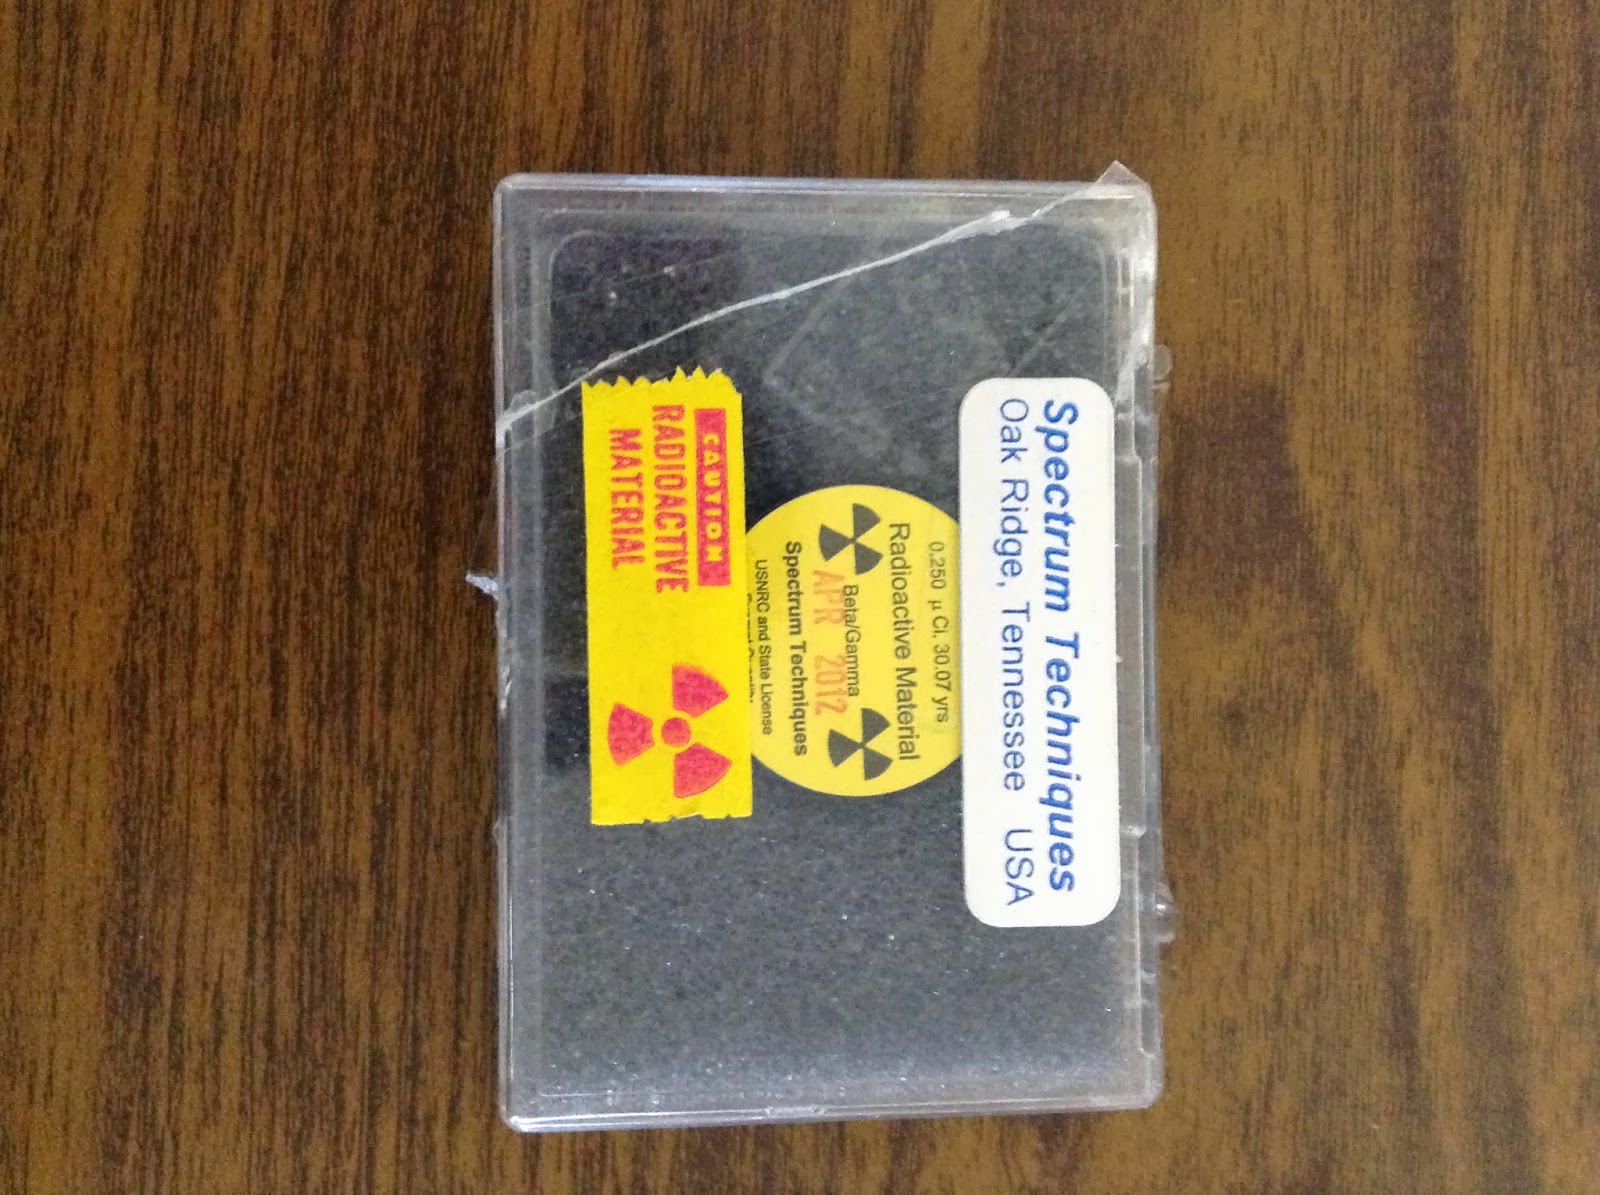 Spectrum Techniques
Oak Ridge, Tennessee USA
0.250 μ Ci. 30.07 yrs
Radioactive Material
Beta/Gamma
APR 2012
Spectrum Techniques
USNRC and State License
CAUTION
RADIOACTIVE
MATERIAL